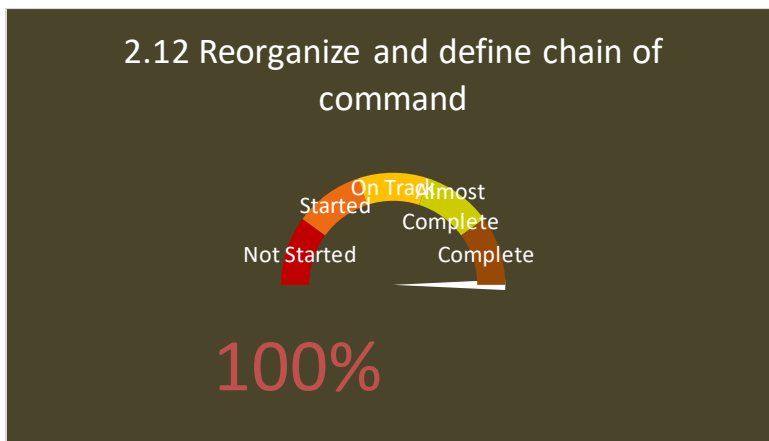 2.12 Reorganize and define chain of
command
On Track
Almost
Complete
Started
Not Started
Complete
100%